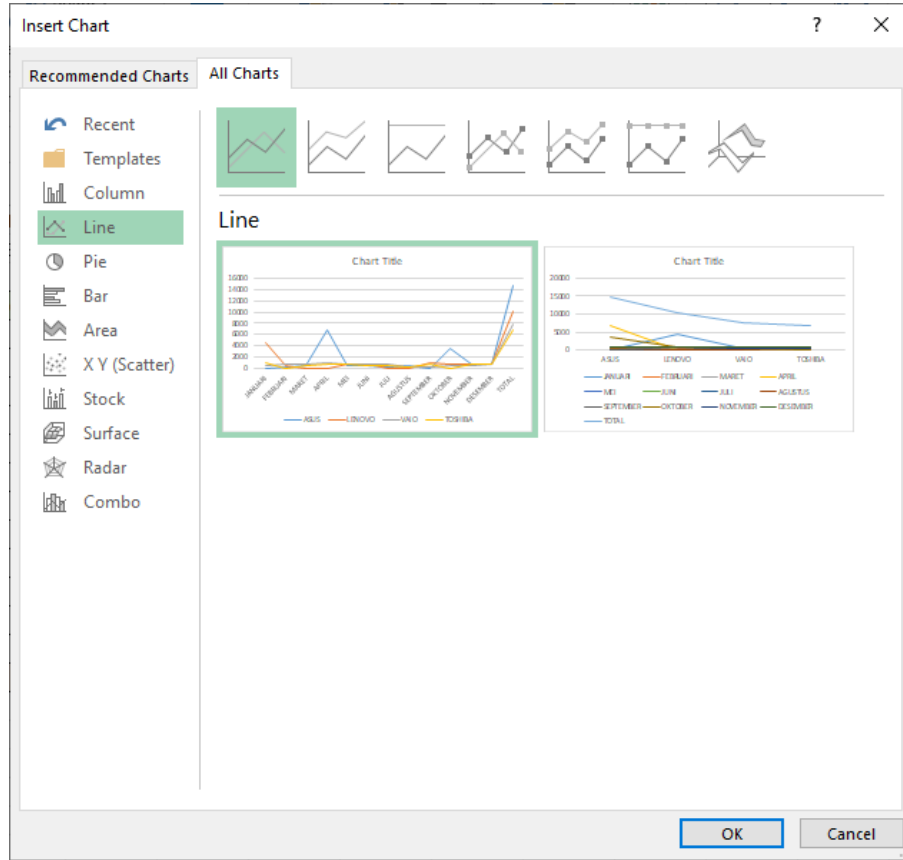 Insert Chart
?
Recommended Charts
All Charts
Recent
Templates
Column
Line
Pie
Bar
Area
X Y (Scatter)
Stock
Surface
Radar
Combo
Line
Chart Title
16000
14000
12000
10000
8000
6000
4000
2000
0
JANUARI FEBRUARI MARET APRIL MEI JUNI JULI AGUSTUS SEPTEMBER OKTOBER NOVEMBER DESEMBER TOTAL
ASUS LENOVO VAIO TOSHIBA
Chart Title
20000
15000
10000
5000
0
ASUS LENOVO VAIO TOSHIBA
JANUARI FEBRUARI MARET APRIL
MEI JUNI JULI AGUSTUS
SEPTEMBER OKTOBER NOVEMBER DESEMBER
TOTAL
OK
Cancel